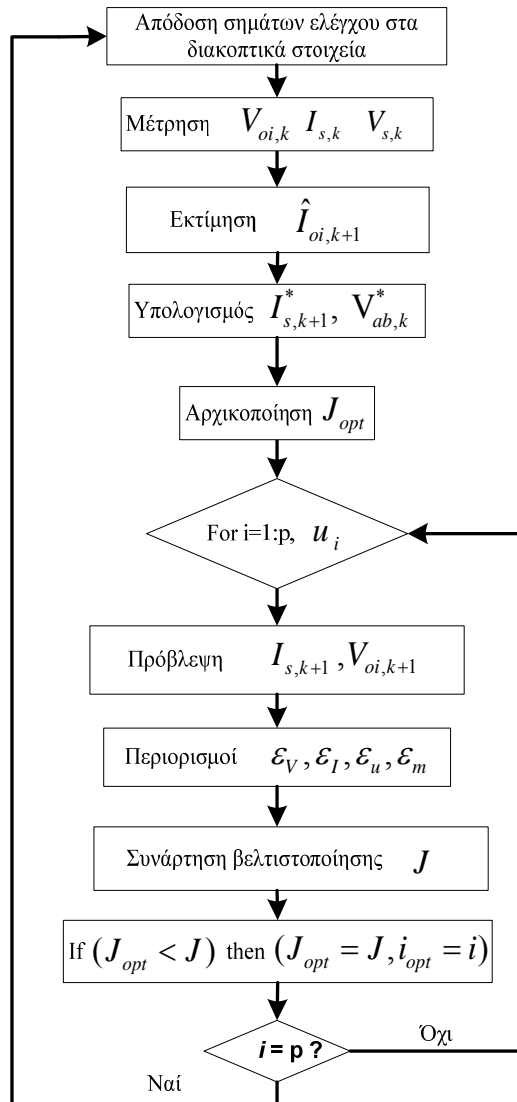 Απόδοση σημάτων ελέγχου στα
διακοπτικά στοιχεία
Μέτρηση V_{oi,k} I_{s,k} V_{s,k}
Εκτίμηση Î_{oi,k+1}
Υπολογισμός I^*_{s,k+1}, V^*_{ab,k}
Αρχικοποίηση J_{opt}
For i=1:p, u_i
Πρόβλεψη I_{s,k+1} , V_{oi,k+1}
Περιορισμοί ε_V , ε_I , ε_u , ε_m
Συνάρτηση βελτιστοποίησης J
If (J_{opt} < J) then (J_{opt} = J, i_{opt} = i)
i = p ?
Όχι
Ναί